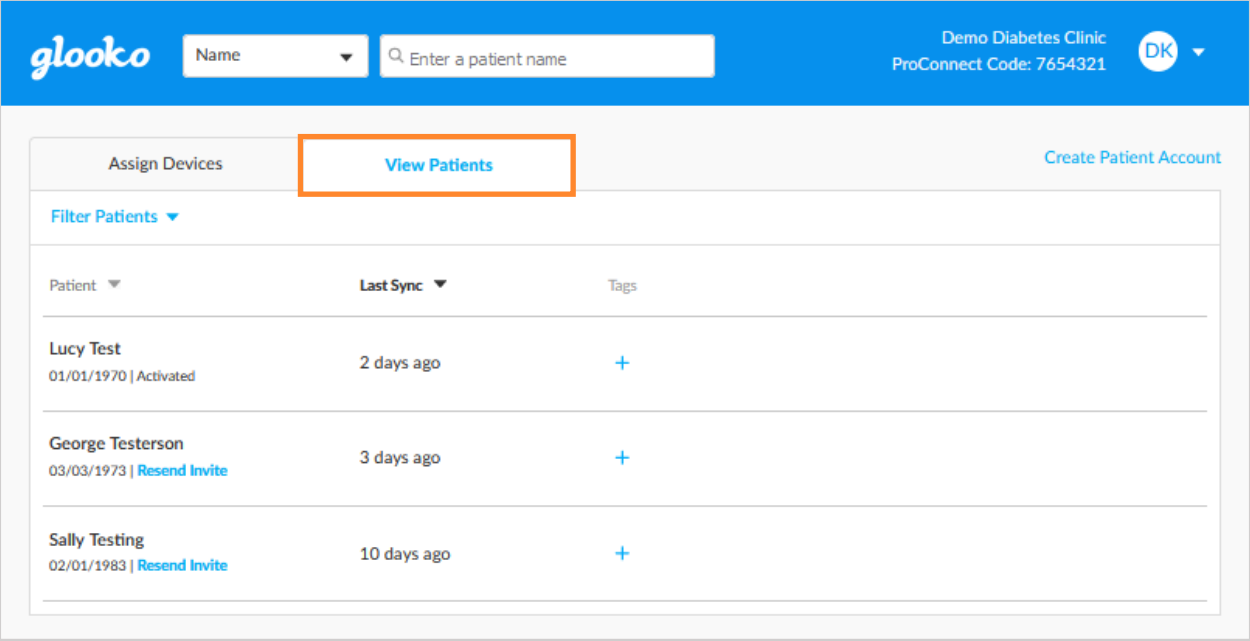 glooko
Name
Enter a patient name
Demo Diabetes Clinic
ProConnect Code: 7654321
DK
Assign Devices
View Patients
Create Patient Account
Filter Patients
Patient Last Sync Tags
Lucy Test
01/01/1970 | Activated
2 days ago
+
George Testerson
03/03/1973 | Resend Invite
3 days ago
+
Sally Testing
02/01/1983 | Resend Invite
10 days ago
+